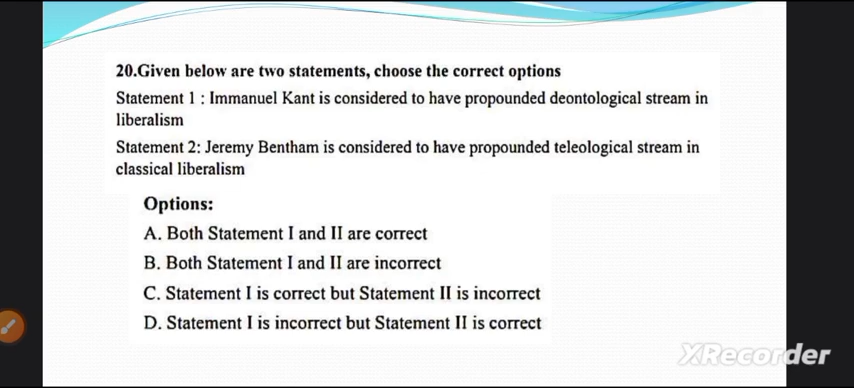 20.Given below are two statements, choose the correct options
Statement 1 : Immanuel Kant is considered to have propounded deontological stream in
liberalism
Statement 2: Jeremy Bentham is considered to have propounded teleological stream in
classical liberalism
Options:
A. Both Statement I and II are correct
B. Both Statement I and II are incorrect
C. Statement I is correct but Statement II is incorrect
D. Statement I is incorrect but Statement II is correct
XRecorder